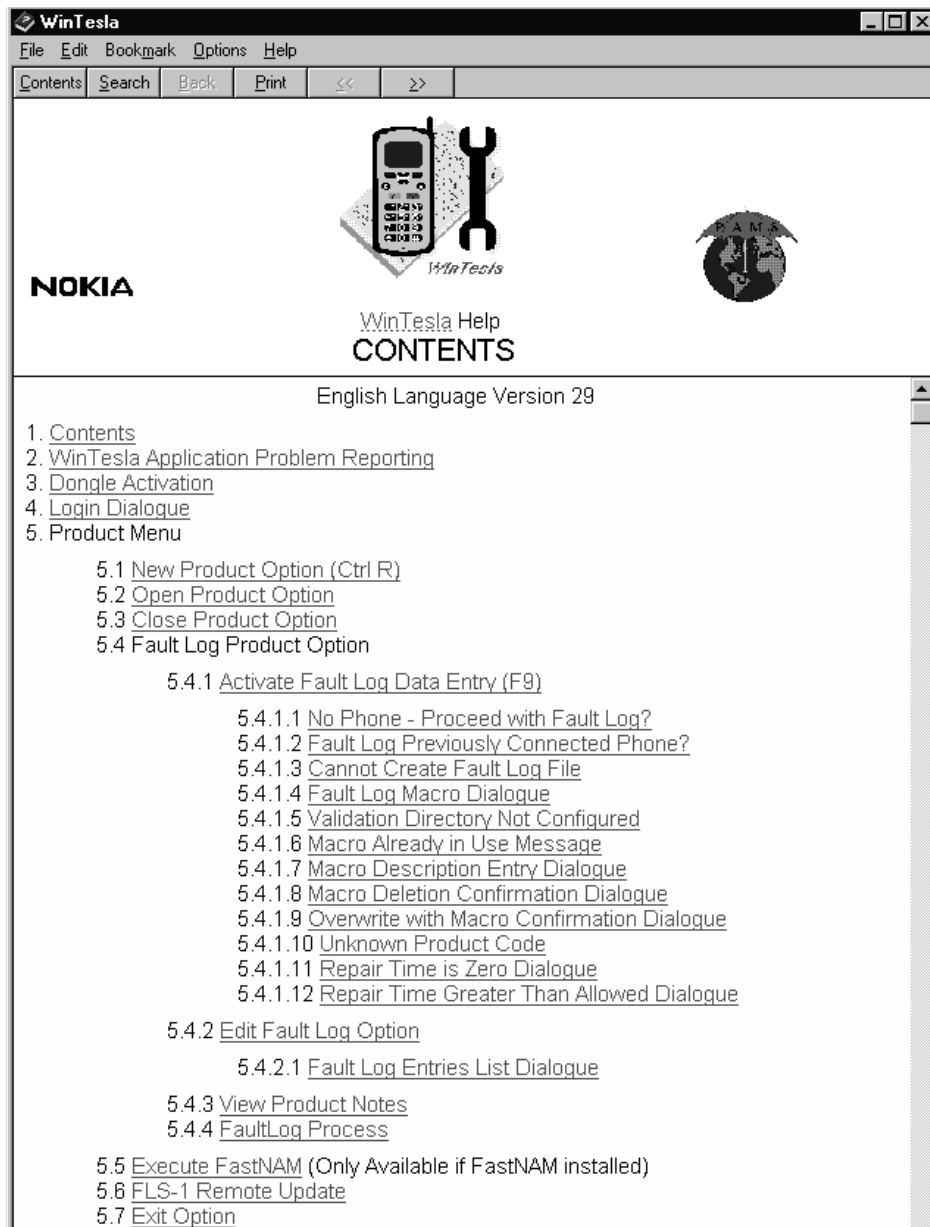 WinTesla
File Edit Bookmark Options Help
Contents Search Back Print << >>
WinTesla
P A M S
NOKIA
WinTesla Help
CONTENTS
English Language Version 29
1. Contents
2. WinTesla Application Problem Reporting
3. Dongle Activation
4. Login Dialogue
5. Product Menu
5.1 New Product Option (Ctrl R)
5.2 Open Product Option
5.3 Close Product Option
5.4 Fault Log Product Option
5.4.1 Activate Fault Log Data Entry (F9)
5.4.1.1 No Phone - Proceed with Fault Log?
5.4.1.2 Fault Log Previously Connected Phone?
5.4.1.3 Cannot Create Fault Log File
5.4.1.4 Fault Log Macro Dialogue
5.4.1.5 Validation Directory Not Configured
5.4.1.6 Macro Already in Use Message
5.4.1.7 Macro Description Entry Dialogue
5.4.1.8 Macro Deletion Confirmation Dialogue
5.4.1.9 Overwrite with Macro Confirmation Dialogue
5.4.1.10 Unknown Product Code
5.4.1.11 Repair Time is Zero Dialogue
5.4.1.12 Repair Time Greater Than Allowed Dialogue
5.4.2 Edit Fault Log Option
5.4.2.1 Fault Log Entries List Dialogue
5.4.3 View Product Notes
5.4.4 FaultLog Process
5.5 Execute FastNAM (Only Available if FastNAM installed)
5.6 FLS-1 Remote Update
5.7 Exit Option